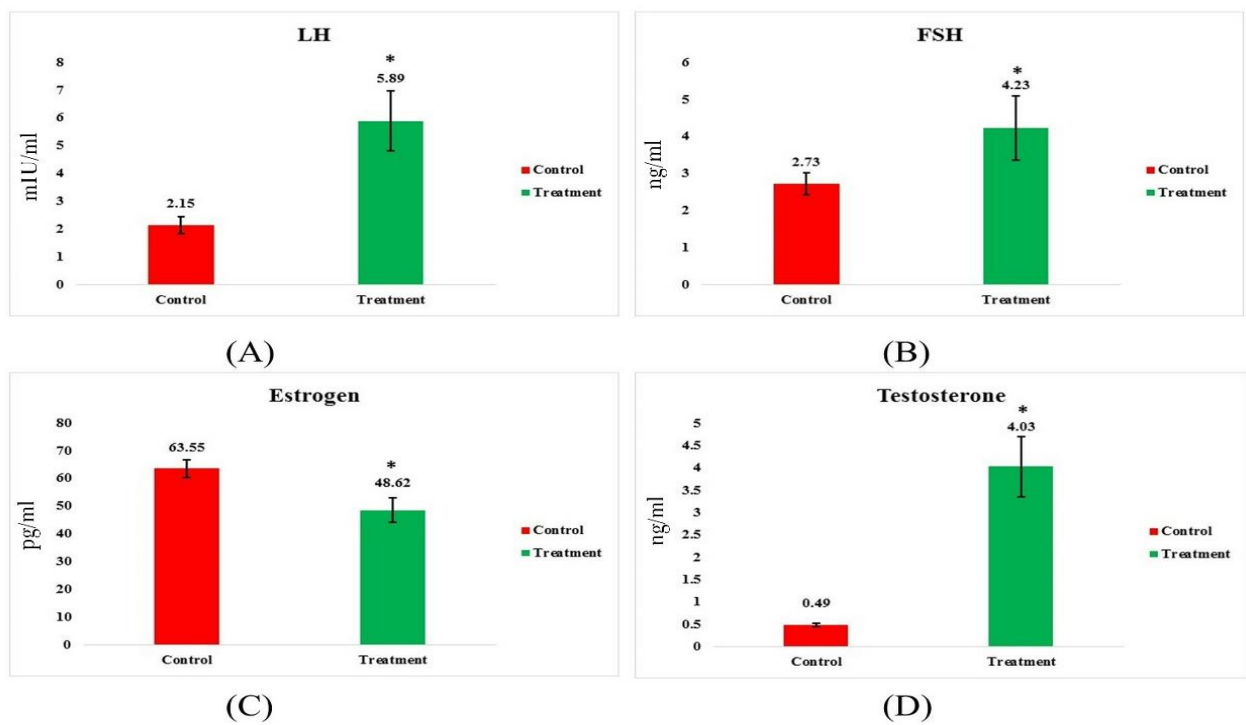 LH
8
7
6
5
4
3
2
1
0
mIU/ml
2.15
*
5.89
Control
Treatment
Control
Treatment
(A)
FSH
6
5
4
3
2
1
0
ng/ml
2.73
*
4.23
Control
Treatment
Control
Treatment
(B)
Estrogen
80
70
60
50
40
30
20
10
0
pg/ml
63.55
*
48.62
Control
Treatment
Control
Treatment
(C)
Testosterone
5
4.5
4
3.5
3
2.5
2
1.5
1
0.5
0
ng/ml
0.49
*
4.03
Control
Treatment
Control
Treatment
(D)